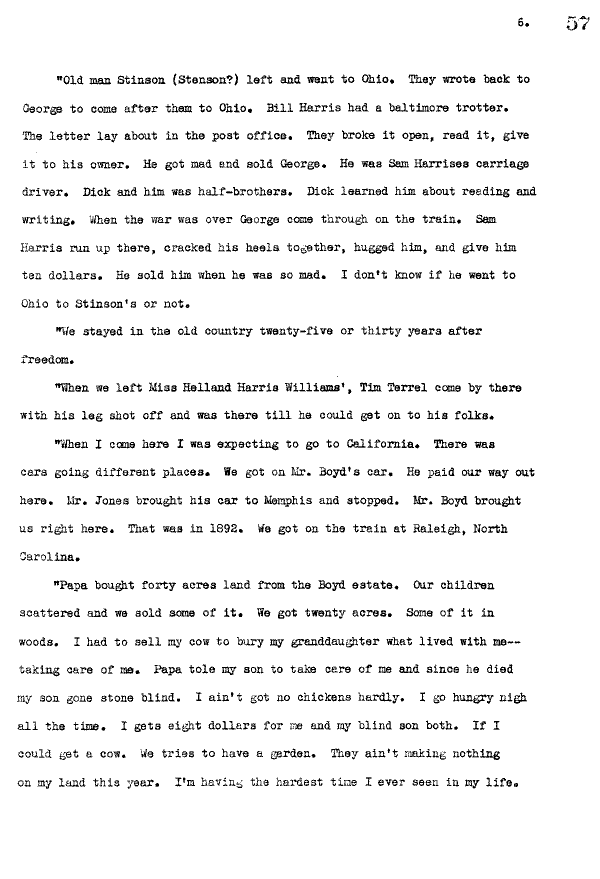 6. 57
"Old man Stinson (Stenson?) left and went to Ohio. They wrote back to
George to come after them to Ohio. Bill Harris had a baltimore trotter.
The letter lay about in the post office. They broke it open, read it, give
it to his owner. He got mad and sold George. He was Sam Harrises carriage
driver. Dick and him was half-brothers. Dick learned him about reading and
writing. When the war was over George come through on the train. Sam
Harris run up there, cracked his heels together, hugged him, and give him
ten dollars. He sold him when he was so mad. I don't know if he went to
Ohio to Stinson's or not.
"We stayed in the old country twenty-five or thirty years after
freedom.
"When we left Miss Helland Harris Williams', Tim Terrel come by there
with his leg shot off and was there till he could get on to his folks.
"When I come here I was expecting to go to California. There was
cars going different places. We got on Mr. Boyd's car. He paid our way out
here. Mr. Jones brought his car to Memphis and stopped. Mr. Boyd brought
us right here. That was in 1892. We got on the train at Raleigh, North
Carolina.
"Papa bought forty acres land from the Boyd estate. Our children
scattered and we sold some of it. We got twenty acres. Some of it in
woods. I had to sell my cow to bury my granddaughter what lived with me--
taking care of me. Papa tole my son to take care of me and since he died
my son gone stone blind. I ain't got no chickens hardly. I go hungry nigh
all the time. I gets eight dollars for me and my blind son both. If I
could get a cow. We tries to have a garden. They ain't making nothing
on my land this year. I'm having the hardest time I ever seen in my life.